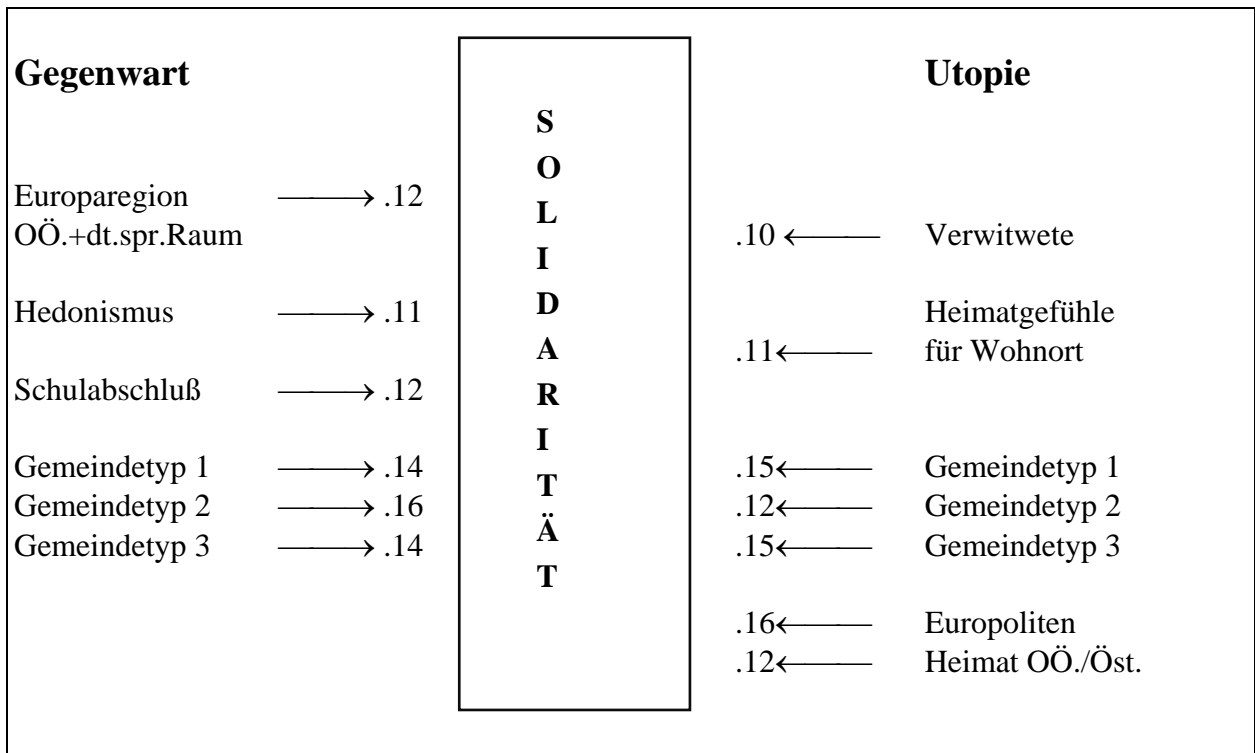 Gegenwart
Europaregion ⟶ .12
OÖ.+dt.spr.Raum
Hedonismus ⟶ .11
Schulabschluß ⟶ .12
Gemeindetyp 1 ⟶ .14
Gemeindetyp 2 ⟶ .16
Gemeindetyp 3 ⟶ .14
S
O
L
I
D
A
R
I
T
Ä
T
Utopie
.10 ⟵ Verwitwete
Heimatgefühle
.11⟵ für Wohnort
.15⟵ Gemeindetyp 1
.12⟵ Gemeindetyp 2
.15⟵ Gemeindetyp 3
.16⟵ Europoliten
.12⟵ Heimat OÖ./Öst.